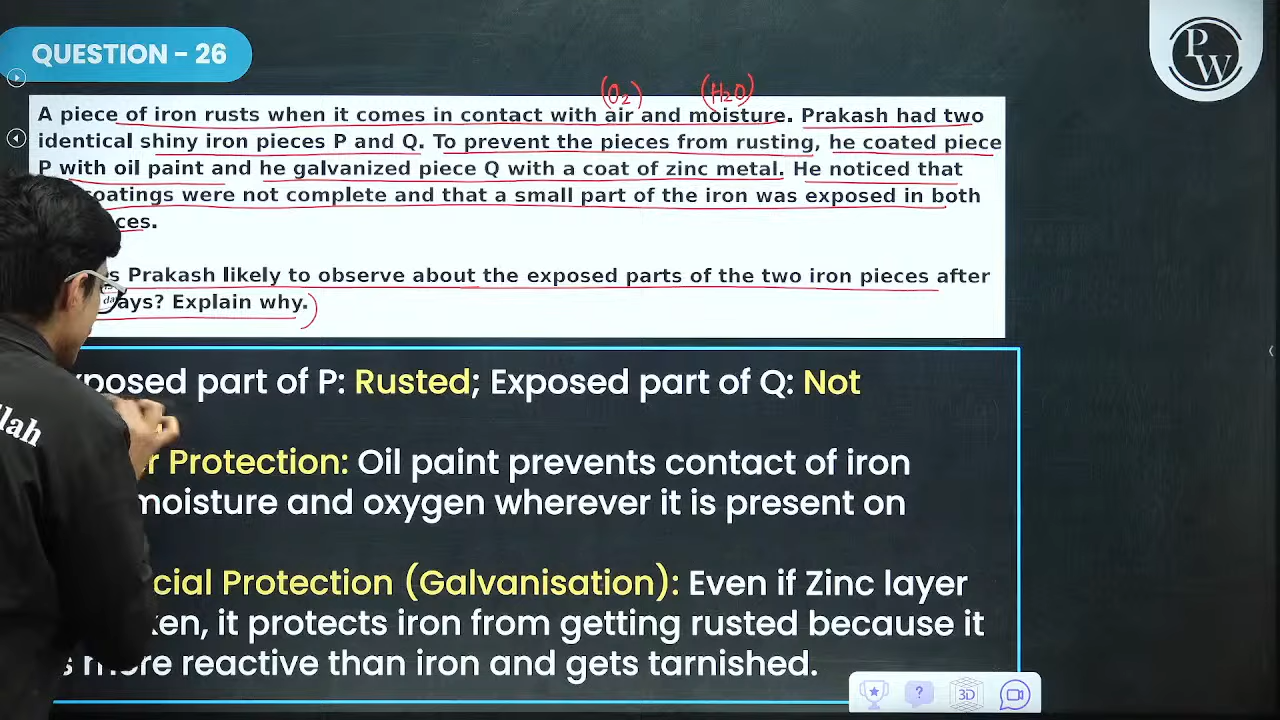 QUESTION - 26
P
W
(O₂) (H₂O)
A piece of iron rusts when it comes in contact with air and moisture. Prakash had two
identical shiny iron pieces P and Q. To prevent the pieces from rusting, he coated piece
P with oil paint and he galvanized piece Q with a coat of zinc metal. He noticed that
oatings were not complete and that a small part of the iron was exposed in both
ces.
s Prakash likely to observe about the exposed parts of the two iron pieces after
ays? Explain why.
xposed part of P: Rusted; Exposed part of Q: Not
r Protection: Oil paint prevents contact of iron
moisture and oxygen wherever it is present on
cial Protection (Galvanisation): Even if Zinc layer
ken, it protects iron from getting rusted because it
s more reactive than iron and gets tarnished.
llah
3D